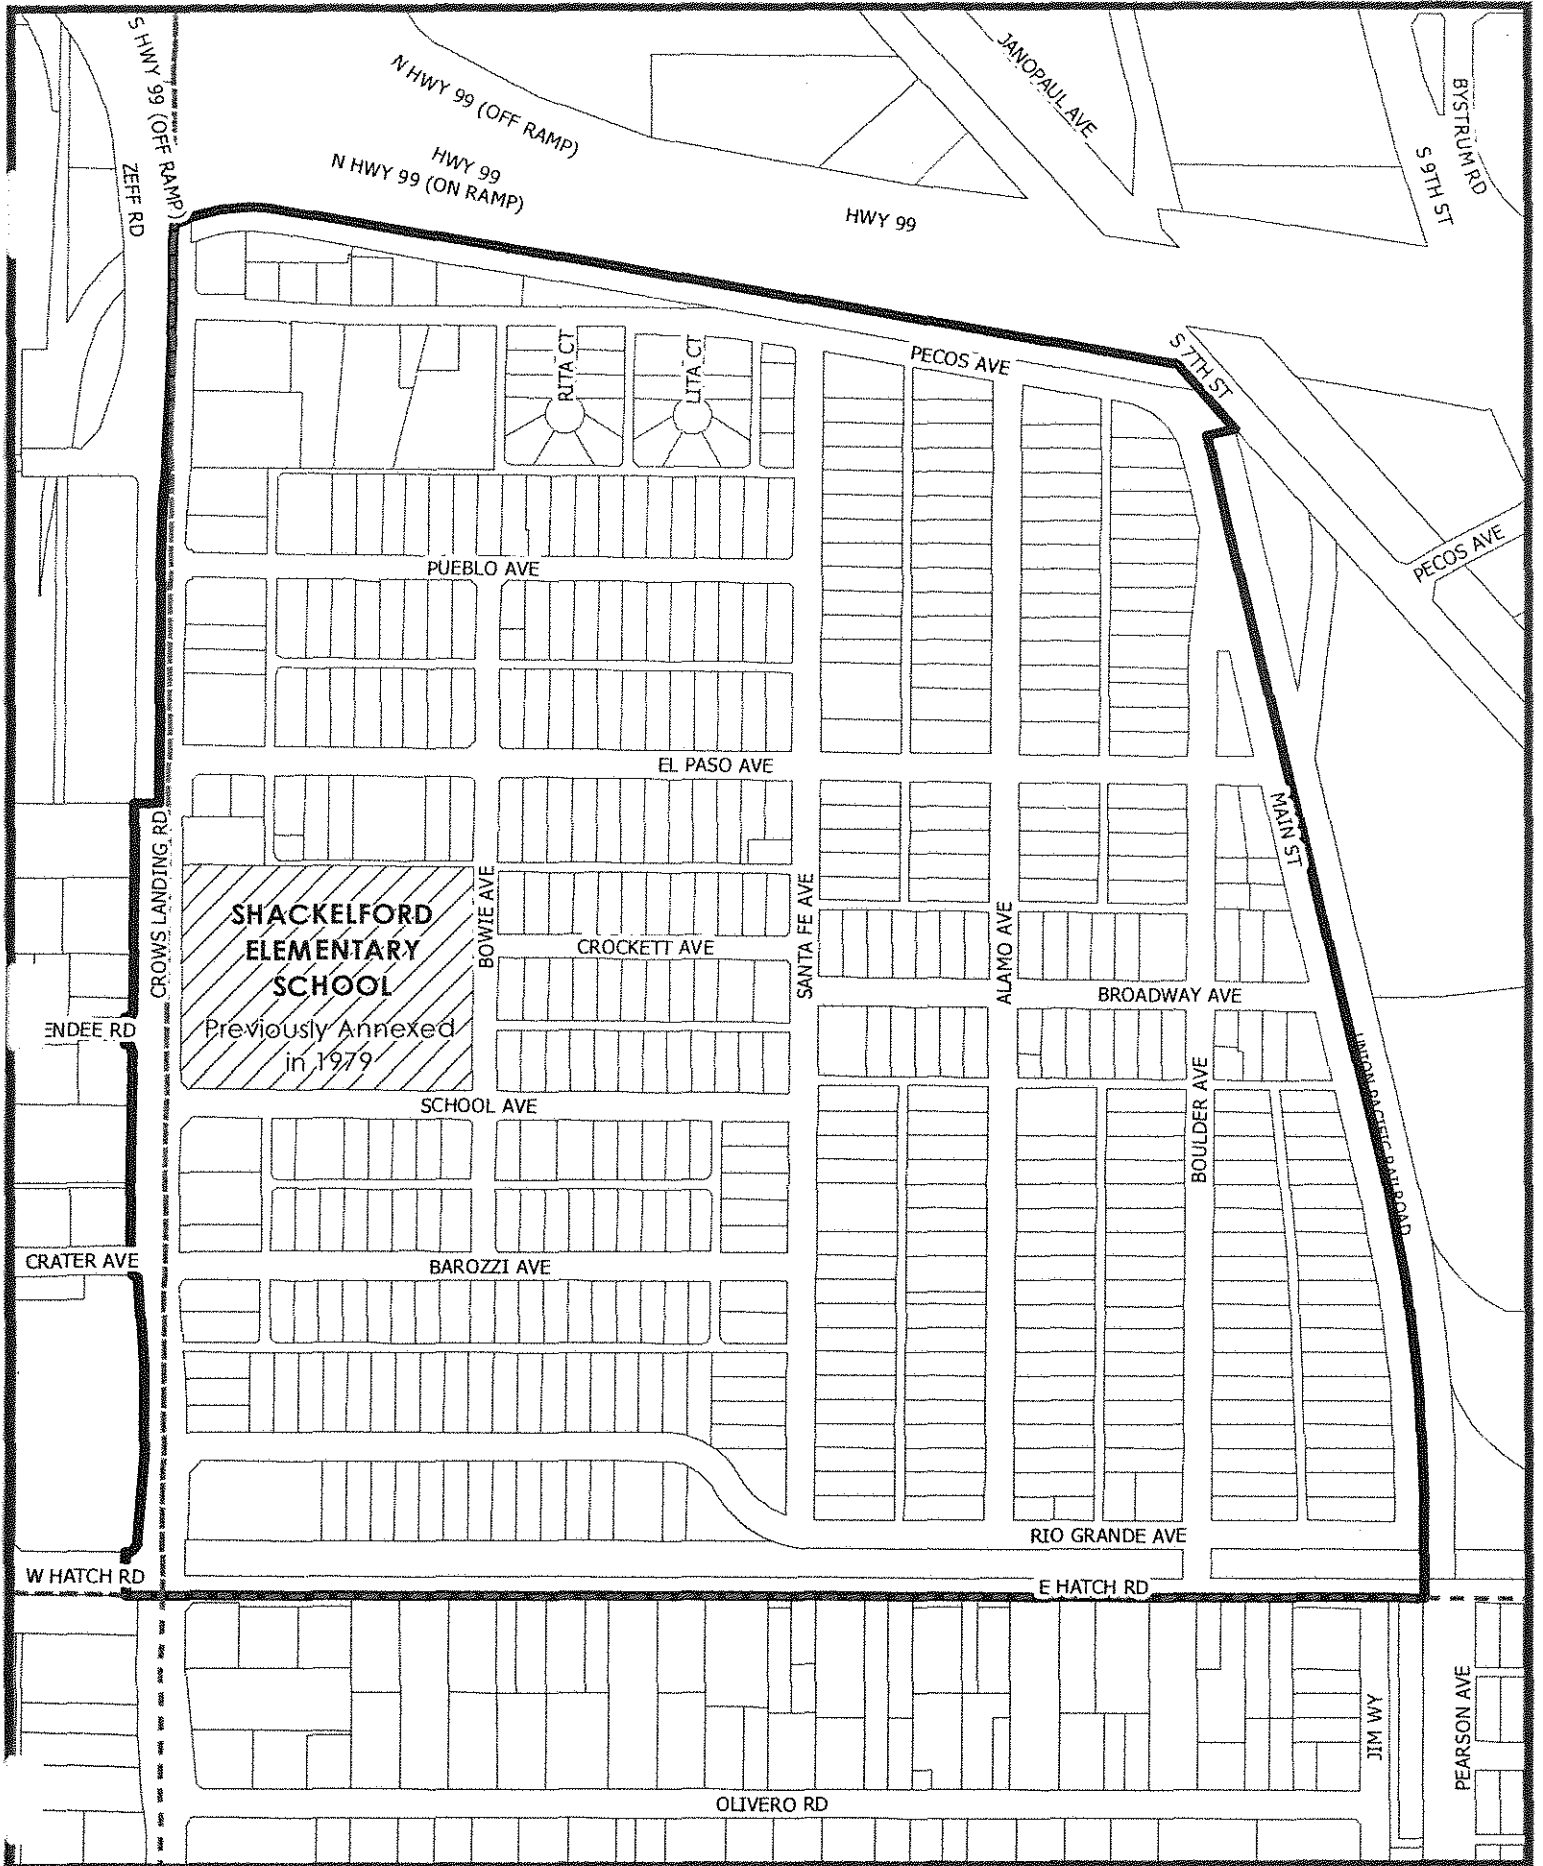 S HWY 99 (OFF RAMP)
ZEFF RD
N HWY 99 (OFF RAMP)
HWY 99
N HWY 99 (ON RAMP)
HWY 99
JANOPAUL AVE
BYSTRUM RD
S 9TH ST
S 7TH ST
PECOS AVE
PECOS AVE
RITA CT
LITA CT
PUEBLO AVE
EL PASO AVE
MAIN ST
CROWS LANDING RD
SHACKELFORD
ELEMENTARY
SCHOOL
Previously Annexed
in 1979
BOWIE AVE
CROCKETT AVE
SANTA FE AVE
ALAMO AVE
BROADWAY AVE
ENDEE RD
UNION PACIFIC RAILROAD
BOULDER AVE
SCHOOL AVE
CRATER AVE
BAROZZI AVE
RIO GRANDE AVE
W HATCH RD
E HATCH RD
JIM WY
PEARSON AVE
OLIVERO RD